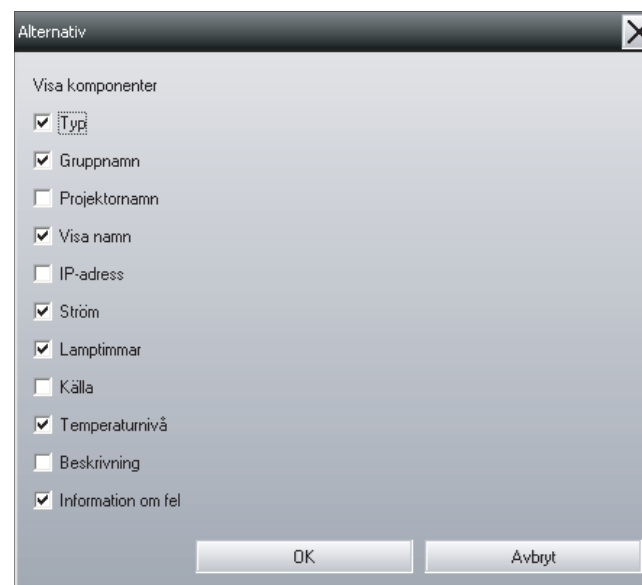 Alternativ
Visa komponenter
Typ
Gruppnamn
Projektornamn
Visa namn
IP-adress
Ström
Lamptimmar
Källa
Temperaturnivå
Beskrivning
Information om fel
OK Avbryt